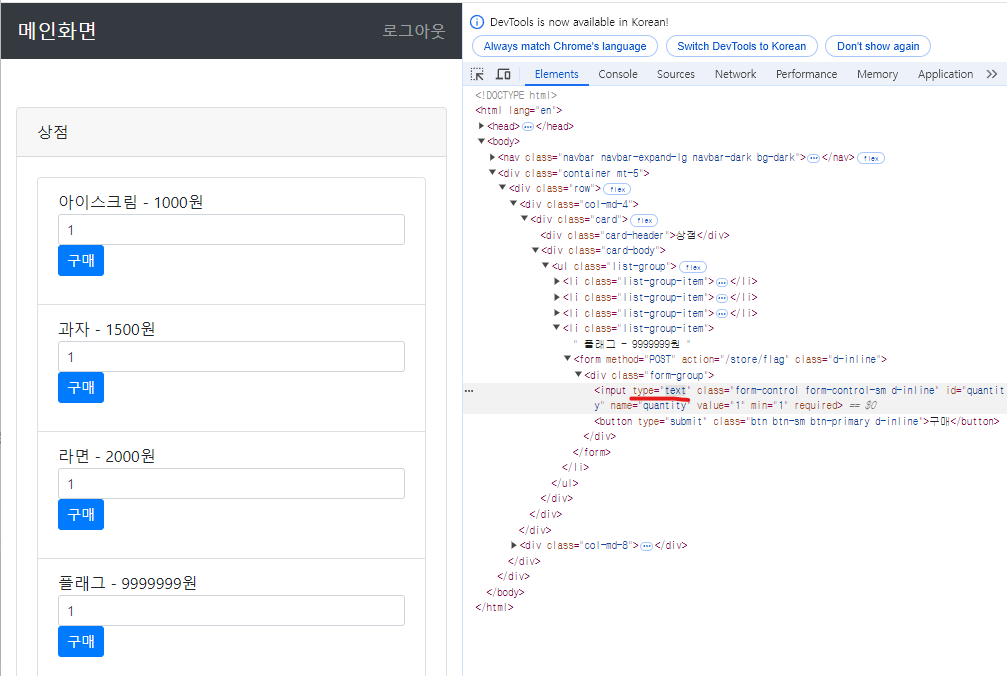 메인화면
로그아웃
상점
아이스크림 - 1000원
1
구매
과자 - 1500원
1
구매
라면 - 2000원
1
구매
플래그 - 9999999원
1
구매
DevTools is now available in Korean!
Always match Chrome's language
Switch DevTools to Korean
Don't show again
Elements
Console
Sources
Network
Performance
Memory
Application
<!DOCTYPE html>
<html lang="en">
<head> ⋯ </head>
<body>
<nav class="navbar navbar-expand-lg navbar-dark bg-dark"> ⋯ </nav> flex
<div class="container mt-5">
<div class="row"> flex
<div class="col-md-4">
<div class="card"> flex
<div class="card-header">상점</div>
<div class="card-body">
<ul class="list-group"> flex
<li class="list-group-item"> ⋯ </li>
<li class="list-group-item"> ⋯ </li>
<li class="list-group-item"> ⋯ </li>
<li class="list-group-item">
" 플래그 - 9999999원 "
<form method="POST" action="/store/flag" class="d-inline">
<div class="form-group">
<input type="text" class="form-control form-control-sm d-inline" id="quantit
y" name="quantity" value="1" min="1" required> == $0
<button type="submit" class="btn btn-sm btn-primary d-inline">구매</button>
</div>
</form>
</li>
</ul>
</div>
</div>
</div>
<div class="col-md-8"> ⋯ </div>
</div>
</div>
</body>
</html>